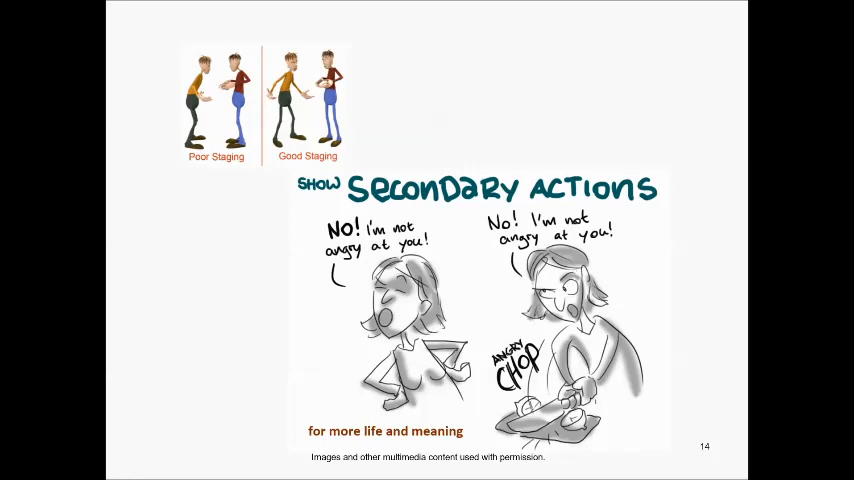 Poor Staging
Good Staging
SHOW SECONDARY ACTIONS
NO! I'm not
angry at you!
No! I'm not
angry at you!
ANGRY
CHOP
for more life and meaning
14
Images and other multimedia content used with permission.